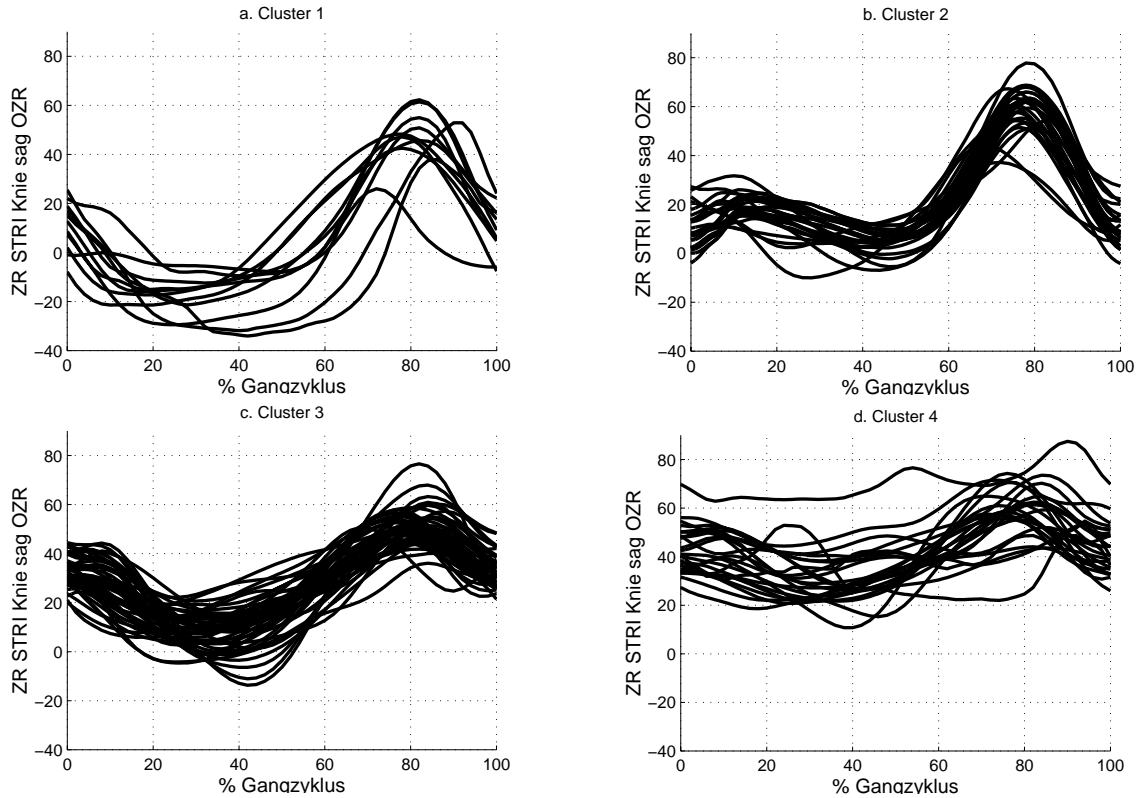 a. Cluster 1
ZR STRI Knie sag OZR
80
60
40
20
0
−20
−40
0 20 40 60 80 100
% Gangzyklus
b. Cluster 2
ZR STRI Knie sag OZR
80
60
40
20
0
−20
−40
0 20 40 60 80 100
% Gangzyklus
c. Cluster 3
ZR STRI Knie sag OZR
80
60
40
20
0
−20
−40
0 20 40 60 80 100
% Gangzyklus
d. Cluster 4
ZR STRI Knie sag OZR
80
60
40
20
0
−20
−40
0 20 40 60 80 100
% Gangzyklus